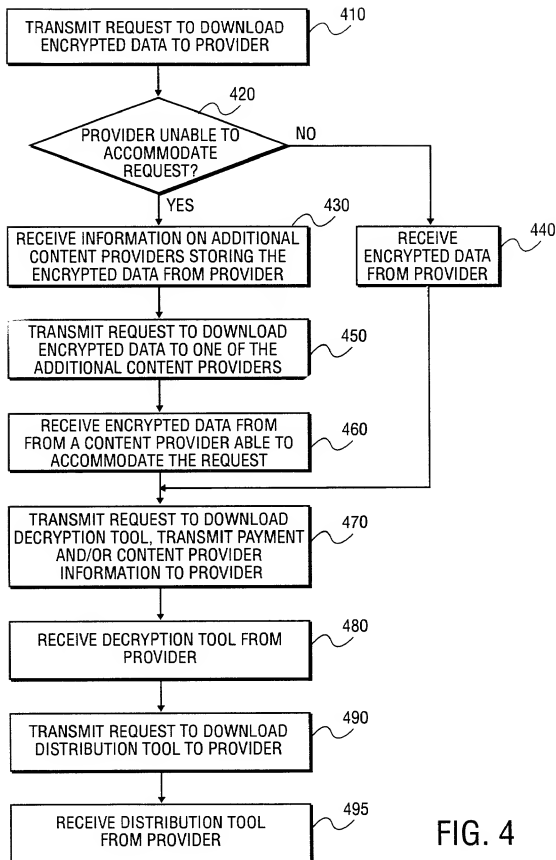 TRANSMIT REQUEST TO DOWNLOAD
ENCRYPTED DATA TO PROVIDER
410
420
PROVIDER UNABLE TO
ACCOMMODATE
REQUEST?
NO
YES
430
RECEIVE INFORMATION ON ADDITIONAL
CONTENT PROVIDERS STORING THE
ENCRYPTED DATA FROM PROVIDER
RECEIVE
ENCRYPTED DATA
FROM PROVIDER
440
TRANSMIT REQUEST TO DOWNLOAD
ENCRYPTED DATA TO ONE OF THE
ADDITIONAL CONTENT PROVIDERS
450
RECEIVE ENCRYPTED DATA FROM
FROM A CONTENT PROVIDER ABLE TO
ACCOMMODATE THE REQUEST
460
TRANSMIT REQUEST TO DOWNLOAD
DECRYPTION TOOL, TRANSMIT PAYMENT
AND/OR CONTENT PROVIDER
INFORMATION TO PROVIDER
470
RECEIVE DECRYPTION TOOL FROM
PROVIDER
480
TRANSMIT REQUEST TO DOWNLOAD
DISTRIBUTION TOOL TO PROVIDER
490
RECEIVE DISTRIBUTION TOOL
FROM PROVIDER
495
FIG. 4